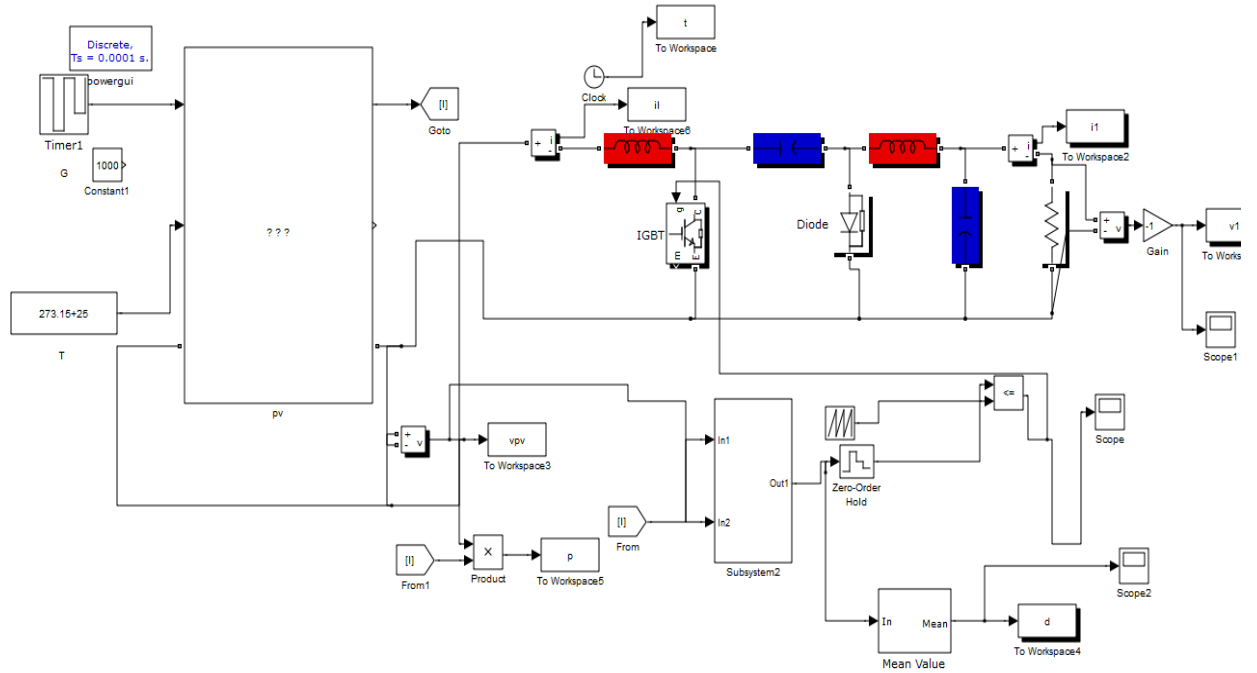 Discrete,
Ts = 0.0001 s.
powergui
Timer1
G
1000
Constant1
273.15+25
T
? ? ?
pv
[I]
Goto
t
To Workspace
Clock
il
To Workspace6
+
-
i
g
C
m
E
IGBT
Diode
+
-
i
i1
To Workspace2
+
-
v
-1
Gain
v1
To Works
Scope1
+
-
v
vpv
To Workspace3
[I]
From1
×
Product
p
To Workspace5
[I]
From
In1
In2
Out1
Subsystem2
Zero-Order
Hold
<=
Scope
In
Mean
Mean Value
Scope2
d
To Workspace4